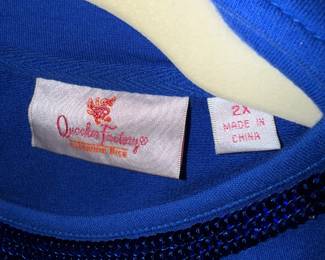 Quacker Factory®
2X
MADE IN
CHINA